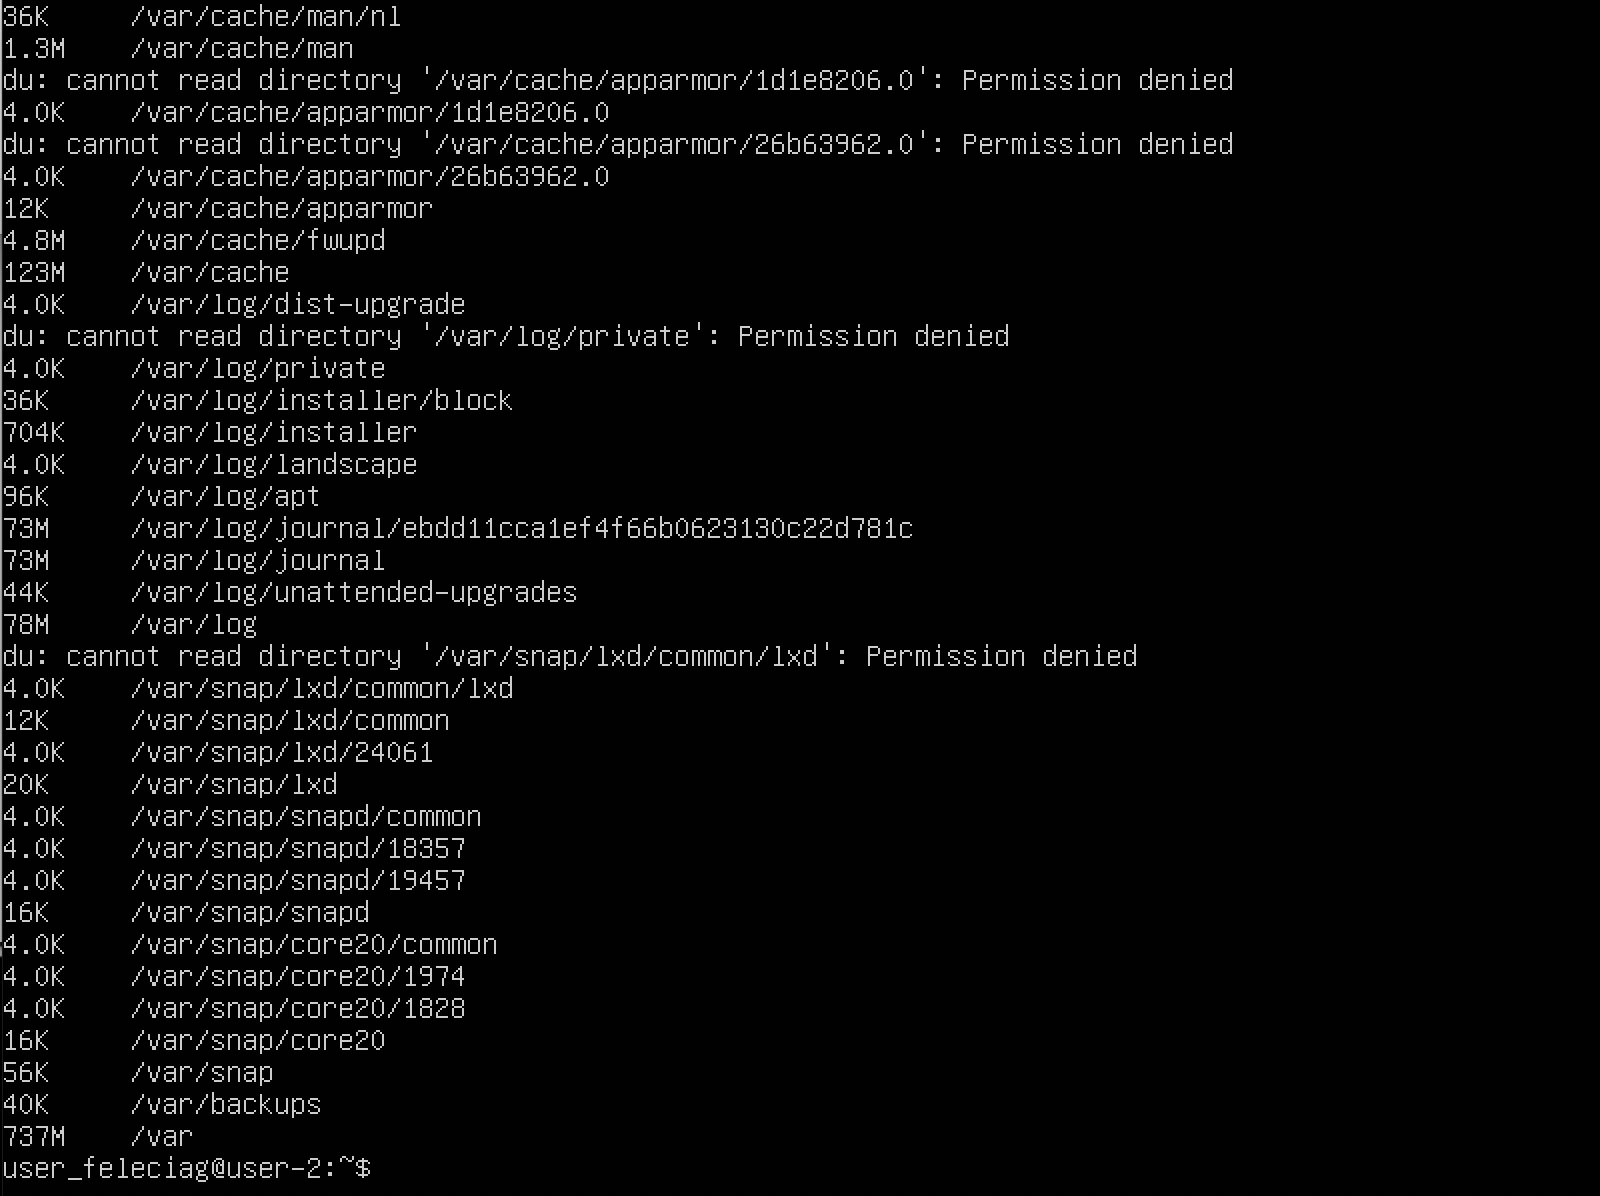 36K     /var/cache/man/nl
1.3M    /var/cache/man
du: cannot read directory '/var/cache/apparmor/1d1e8206.0': Permission denied
4.0K    /var/cache/apparmor/1d1e8206.0
du: cannot read directory '/var/cache/apparmor/26b63962.0': Permission denied
4.0K    /var/cache/apparmor/26b63962.0
12K     /var/cache/apparmor
4.8M    /var/cache/fwupd
123M    /var/cache
4.0K    /var/log/dist-upgrade
du: cannot read directory '/var/log/private': Permission denied
4.0K    /var/log/private
36K     /var/log/installer/block
704K    /var/log/installer
4.0K    /var/log/landscape
96K     /var/log/apt
73M     /var/log/journal/ebdd11cca1ef4f66b0623130c22d781c
73M     /var/log/journal
44K     /var/log/unattended-upgrades
78M     /var/log
du: cannot read directory '/var/snap/lxd/common/lxd': Permission denied
4.0K    /var/snap/lxd/common/lxd
12K     /var/snap/lxd/common
4.0K    /var/snap/lxd/24061
20K     /var/snap/lxd
4.0K    /var/snap/snapd/common
4.0K    /var/snap/snapd/18357
4.0K    /var/snap/snapd/19457
16K     /var/snap/snapd
4.0K    /var/snap/core20/common
4.0K    /var/snap/core20/1974
4.0K    /var/snap/core20/1828
16K     /var/snap/core20
56K     /var/snap
40K     /var/backups
737M    /var
user_feleciag@user-2:~$